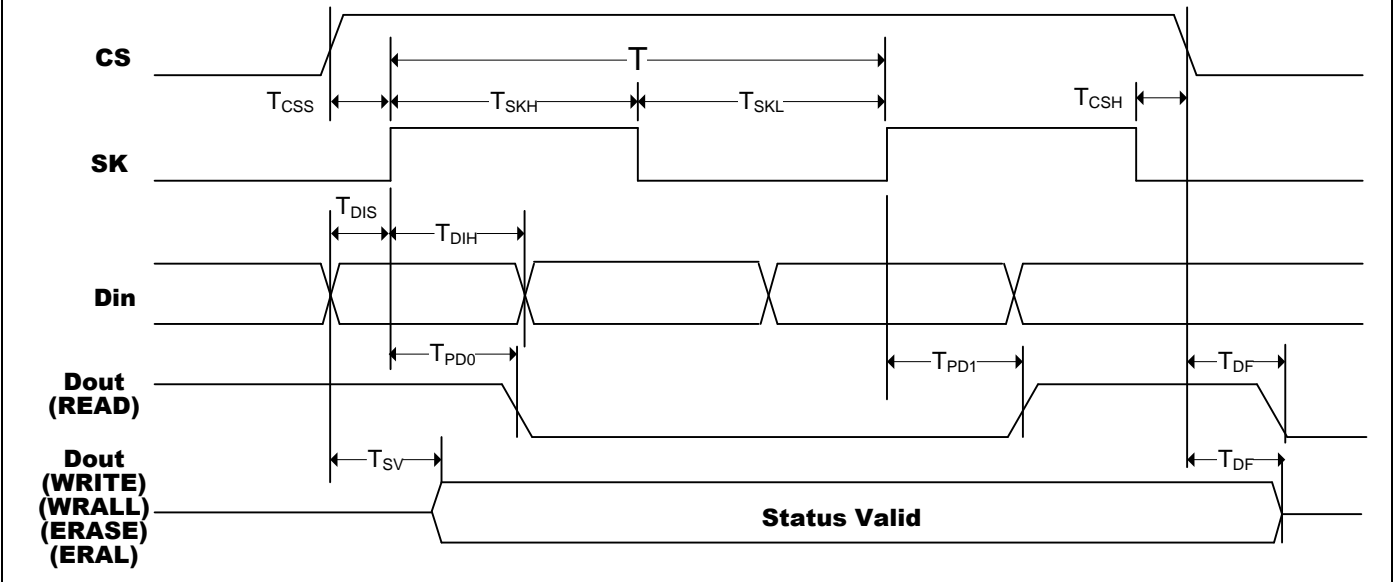 CS
T
TCSS
TSKH
TSKL
TCSH
SK
TDIS
TDIH
Din
TPD0
TPD1
TDF
Dout
(READ)
TSV
TDF
Dout
(WRITE)
(WRALL)
(ERASE)
(ERAL)
Status Valid